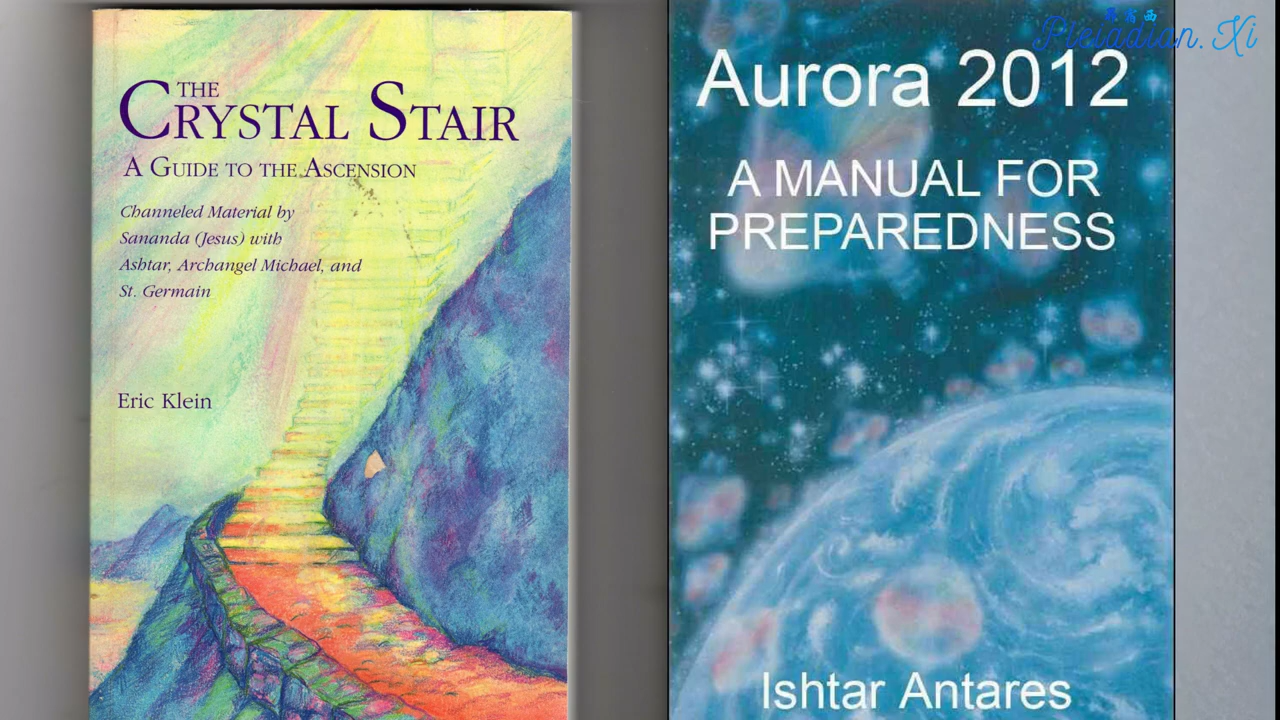 THE
CRYSTAL STAIR
A GUIDE TO THE ASCENSION
Channeled Material by
Sananda (Jesus) with
Ashtar, Archangel Michael, and
St. Germain
Eric Klein
Aurora 2012
A MANUAL FOR
PREPAREDNESS
Ishtar Antares
Pleiadian.Xi